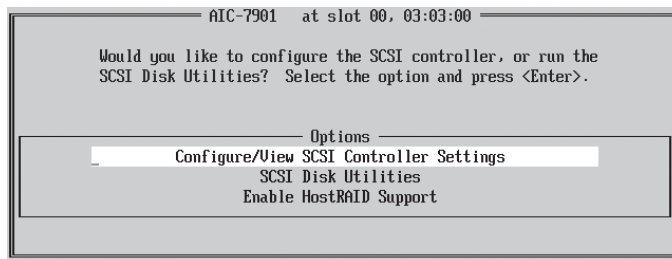 AIC-7901 at slot 00, 03:03:00
Would you like to configure the SCSI controller, or run the
SCSI Disk Utilities? Select the option and press <Enter>.
Options
Configure/View SCSI Controller Settings
SCSI Disk Utilities
Enable HostRAID Support